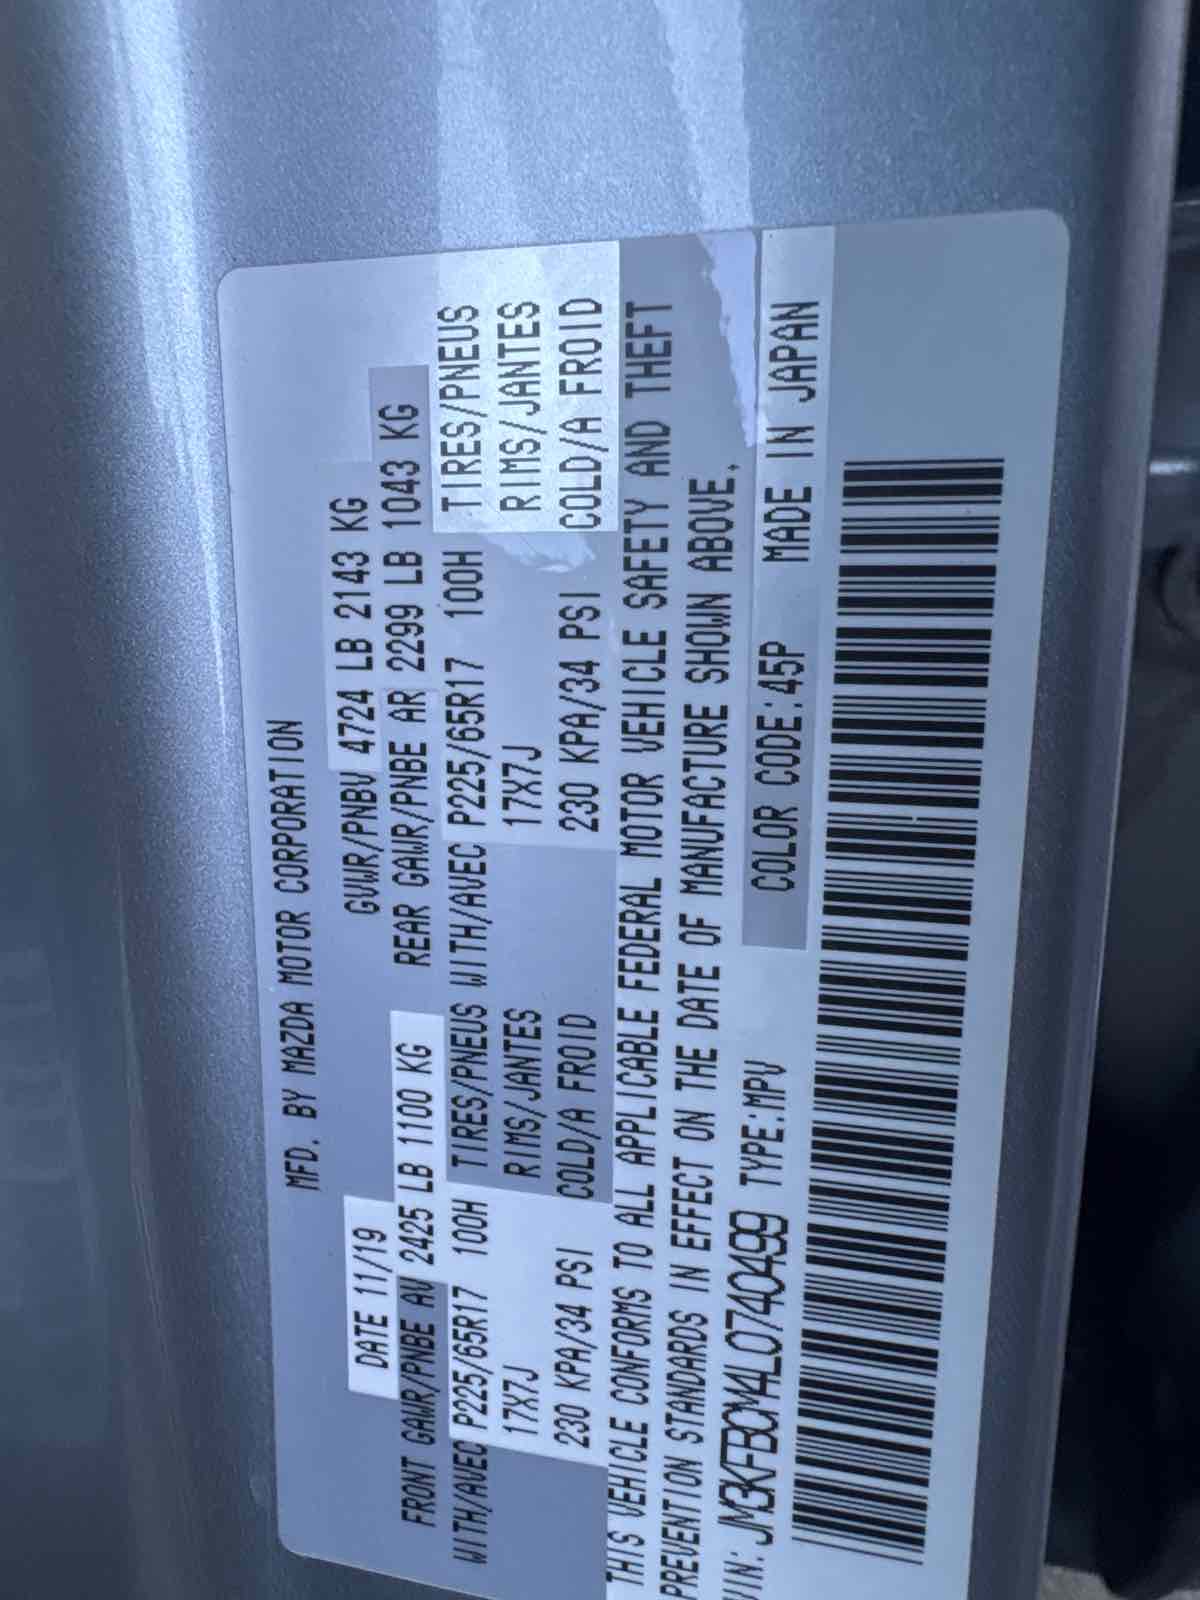 MFD. BY MAZDA MOTOR CORPORATION
DATE 11/19 GVWR/PNBV 4724 LB 2143 KG
FRONT GAWR/PNBE AV 2425 LB 1100 KG REAR GAWR/PNBE AR 2299 LB 1043 KG
WITH/AVEC P225/65R17 100H TIRES/PNEUS WITH/AVEC P225/65R17 100H TIRES/PNEUS
17X7J RIMS/JANTES 17X7J RIMS/JANTES
230 KPA/34 PSI COLD/A FROID 230 KPA/34 PSI COLD/A FROID
THIS VEHICLE CONFORMS TO ALL APPLICABLE FEDERAL MOTOR VEHICLE SAFETY AND THEFT
PREVENTION STANDARDS IN EFFECT ON THE DATE OF MANUFACTURE SHOWN ABOVE.
VIN: JM3KFBCM4L0740499 TYPE:MPV COLOR CODE:45P MADE IN JAPAN